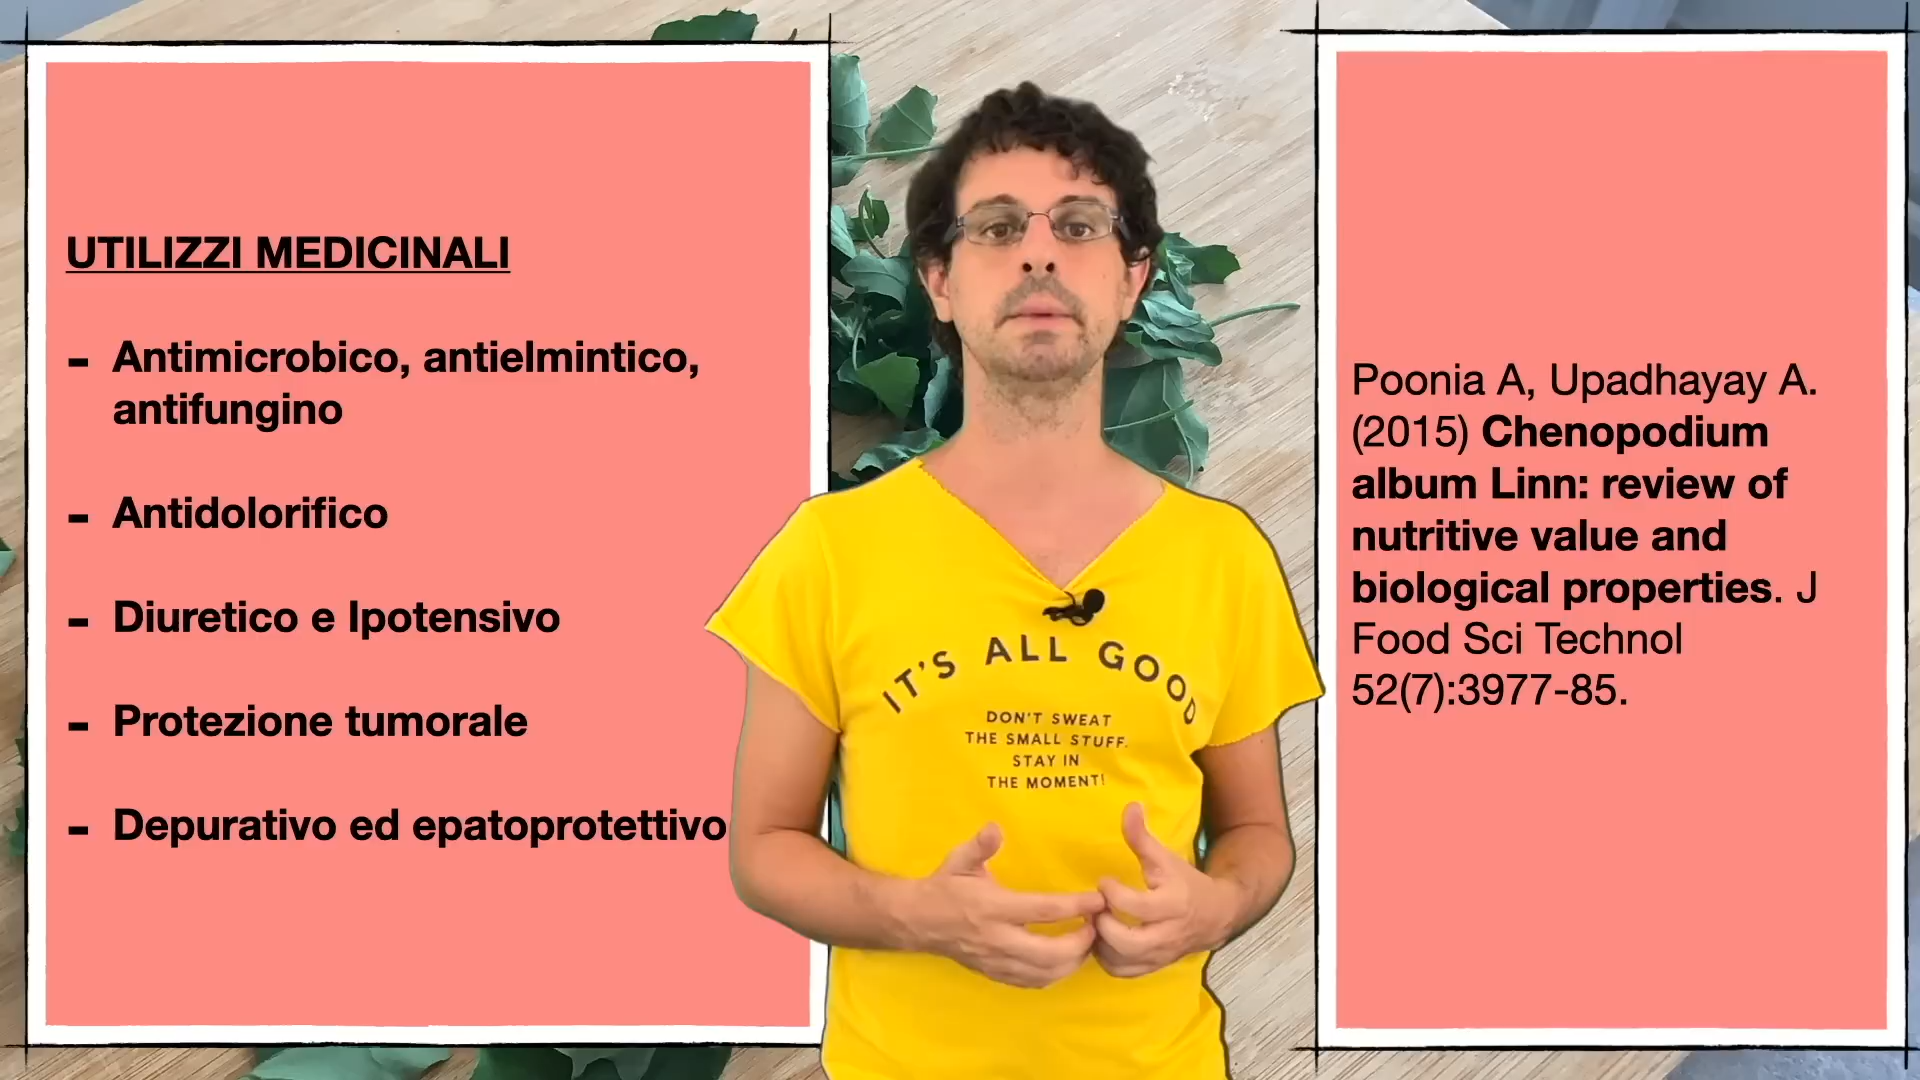 UTILIZZI MEDICINALI
- Antimicrobico, antielmintico,
antifungino
- Antidolorifico
- Diuretico e Ipotensivo
- Protezione tumorale
- Depurativo ed epatoprotettivo
IT'S ALL GOOD
DON'T SWEAT
THE SMALL STUFF.
STAY IN
THE MOMENT!
Poonia A, Upadhayay A.
(2015) Chenopodium
album Linn: review of
nutritive value and
biological properties. J
Food Sci Technol
52(7):3977-85.